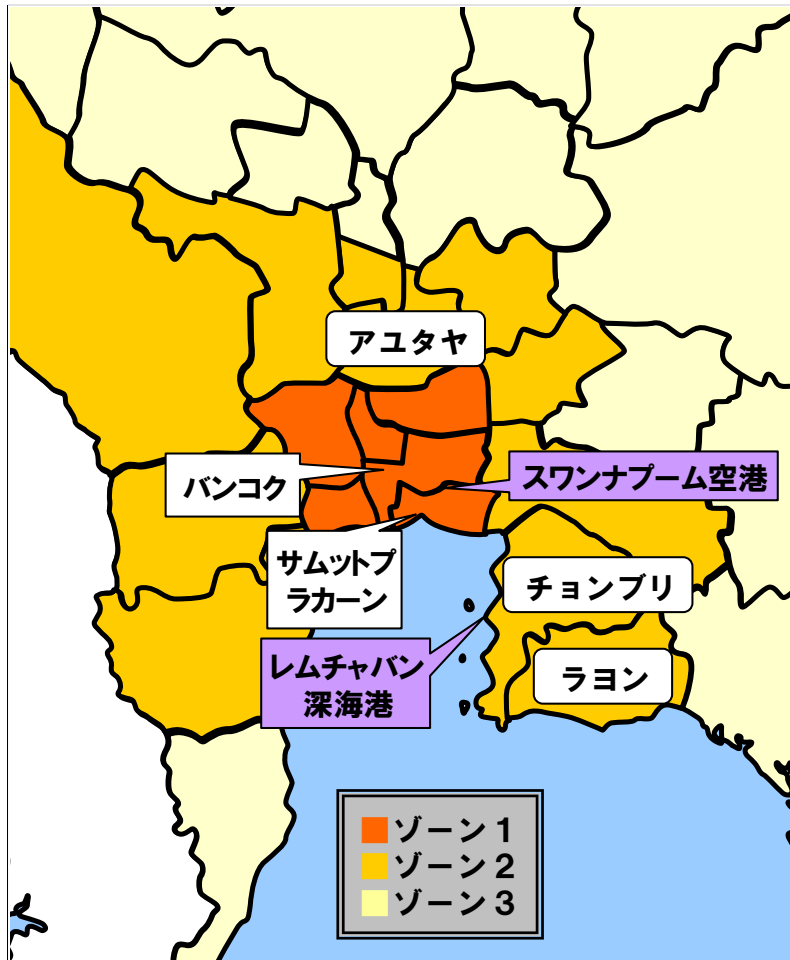 アユタヤ
バンコク
スワンナプーム空港
サムットプ
ラカーン
チョンブリ
レムチャバン
深海港
ラヨン
ゾーン1
ゾーン2
ゾーン3